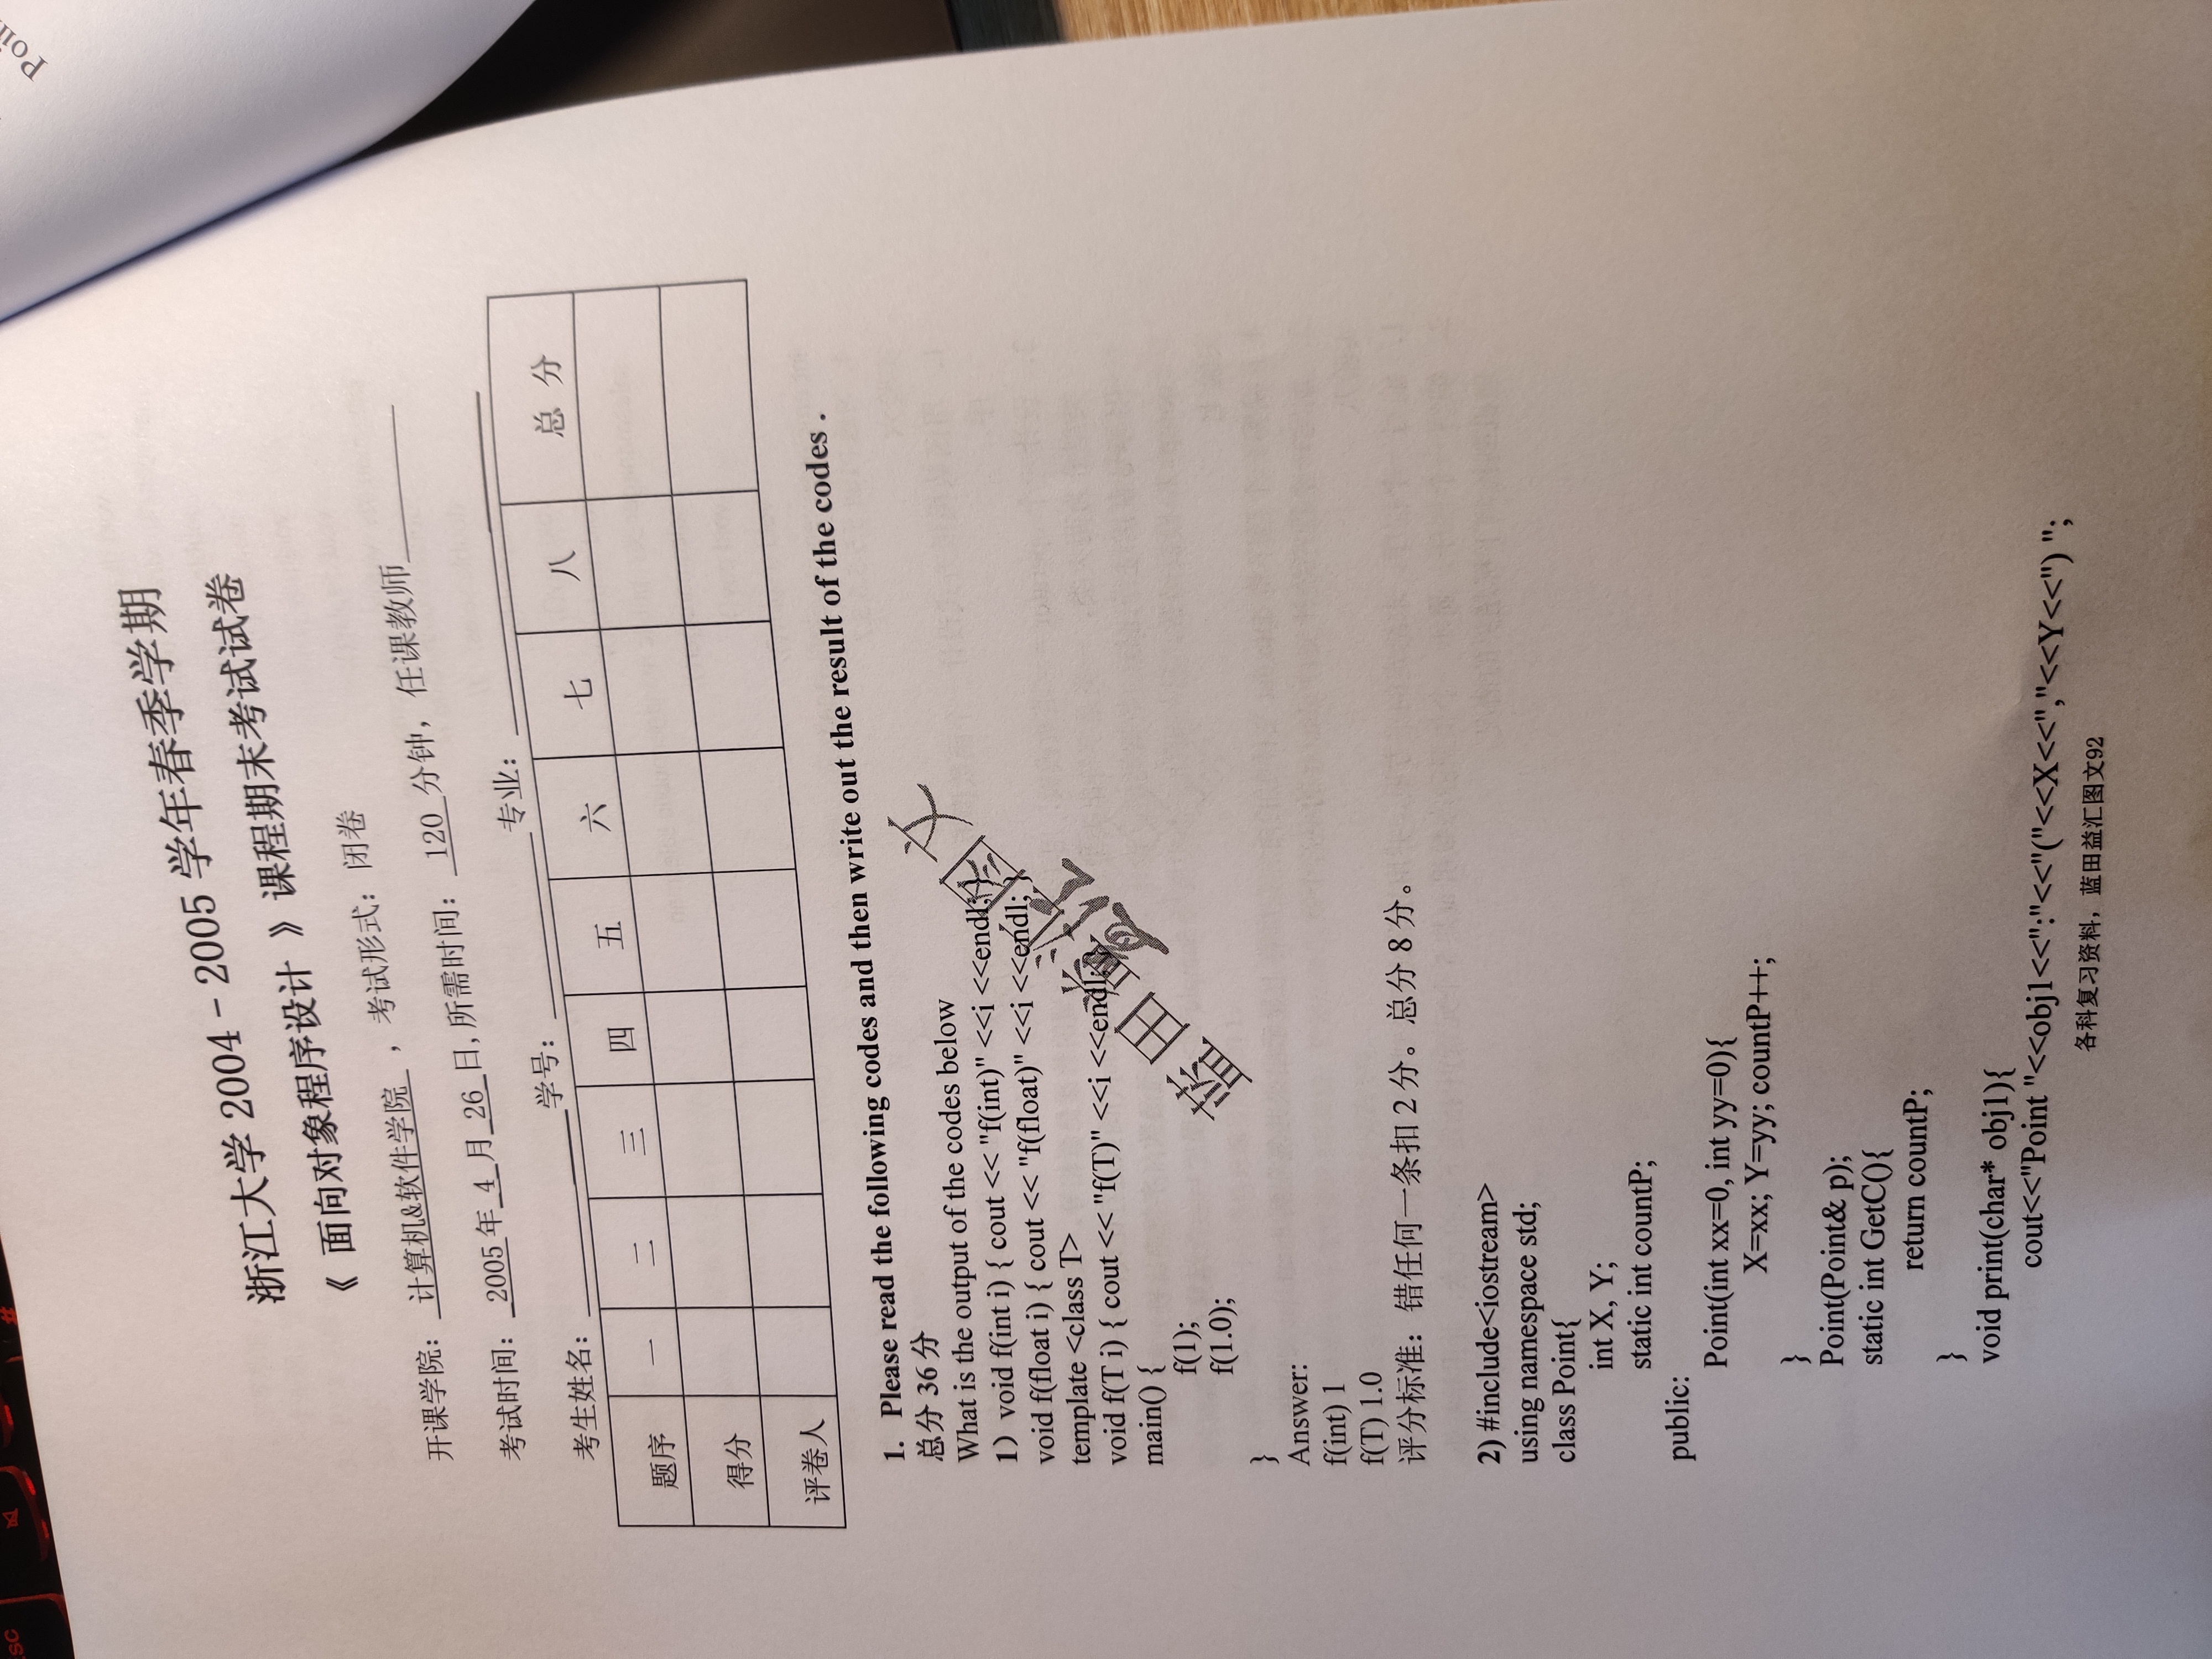 esc
#
Poin
浙江大学 2004－2005 学年春季学期
《 面向对象程序设计 》课程期末考试试卷
开课学院： 计算机&软件学院 ，考试形式：闭卷
考试时间： 2005 年 4 月 26 日, 所需时间： 120 分钟，任课教师
考生姓名： 学号： 专业：
题序 一 二 三 四 五 六 七 八 总 分
得分
评卷人
1. Please read the following codes and then write out the result of the codes .
总分 36 分
What is the output of the codes below
1）void f(int i) { cout << "f(int)" <<i <<endl; }
void f(float i) { cout << "f(float)" <<i <<endl; }
template <class T>
void f(T i) { cout << "f(T)" <<i <<endl; }
main() {
f(1);
f(1.0);
}
Answer:
f(int) 1
f(T) 1.0
评分标准：错任何一条扣 2 分。总分 8 分。
蓝田益汇图文
益汇
2) #include<iostream>
using namespace std;
class Point{
int X, Y;
static int countP;
public:
Point(int xx=0, int yy=0){
X=xx; Y=yy; countP++;
}
Point(Point& p);
static int GetC(){
return countP;
}
void print(char* obj1){
cout<<"Point "<<obj1<<":"<<"("<<X<<","<<Y<<") ";
各科复习资料，蓝田益汇图文92